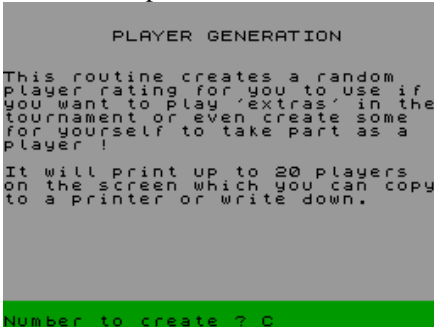 PLAYER GENERATION
This routine creates a random
player rating for you to use if
you want to play 'extras' in the
tournament or even create some
for yourself to take part as a
player !
It will print up to 20 players
on the screen which you can copy
to a printer or write down.
Number to create ? C